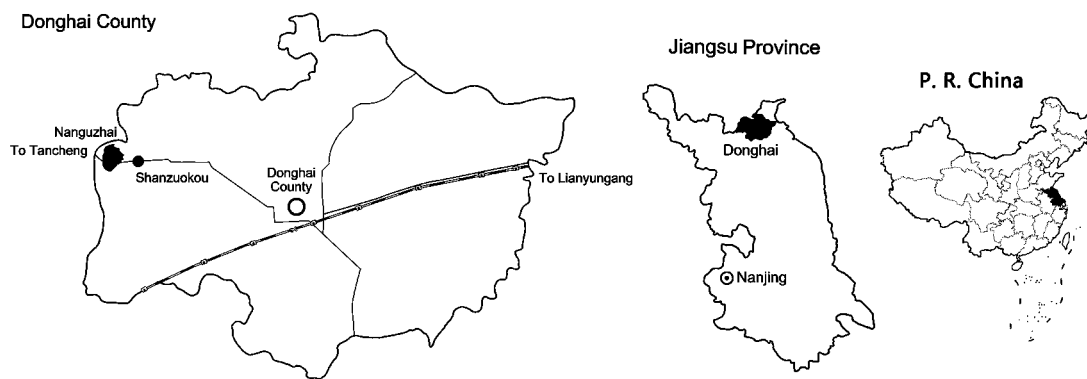 Donghai County
Nanguzhai
To Tancheng
Shanzuokou
Donghai
County
To Lianyungang
Jiangsu Province
Donghai
Nanjing
P. R. China